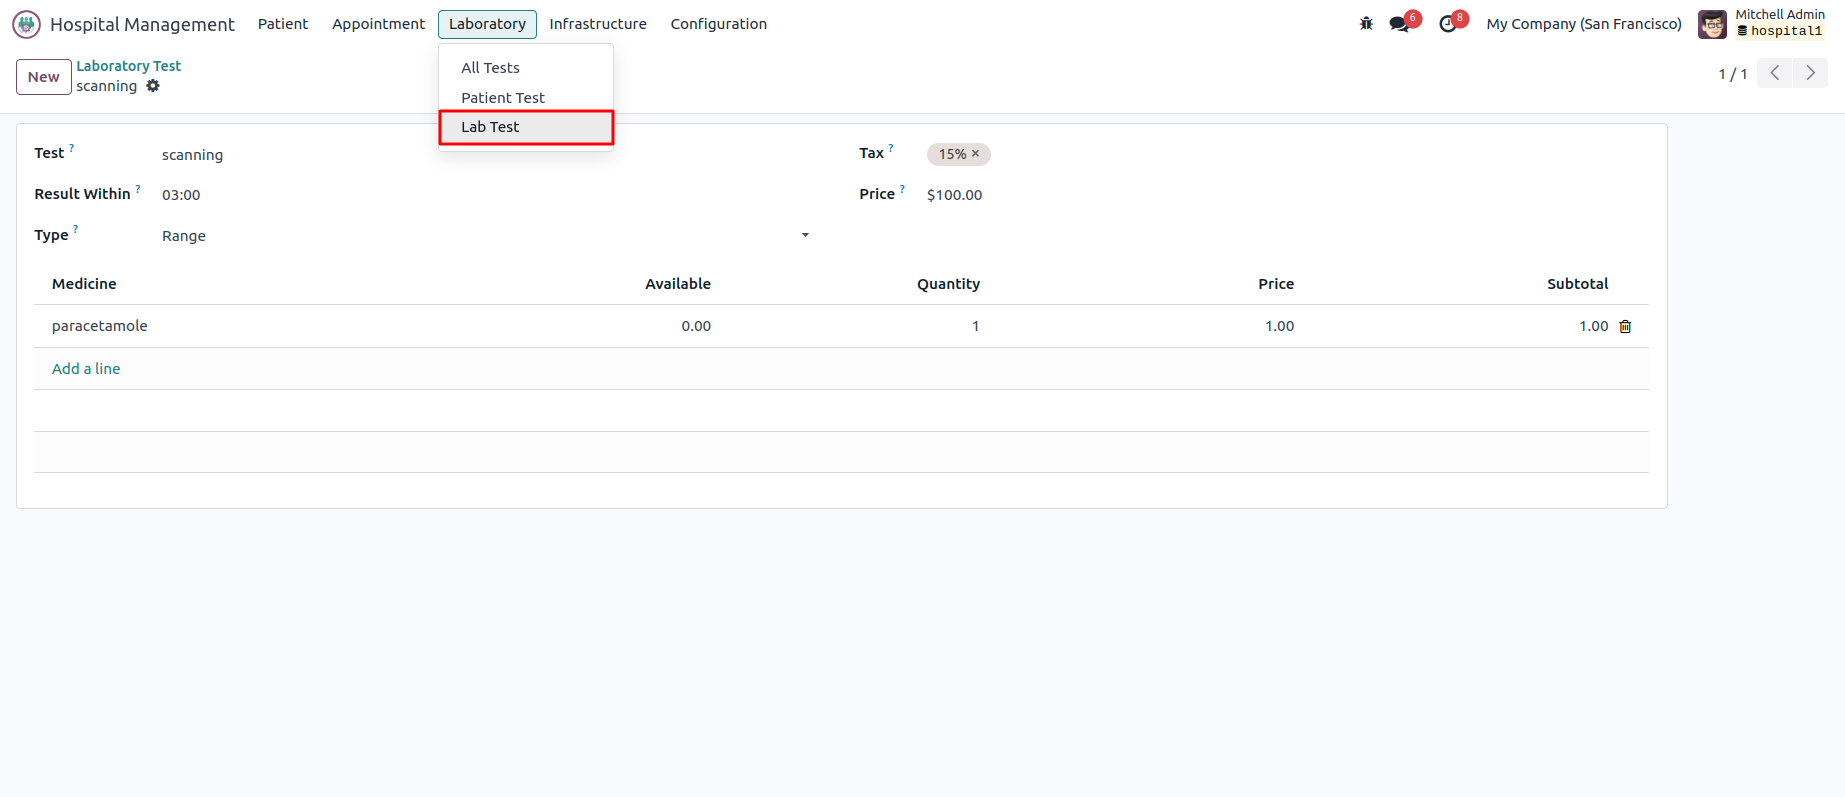 Hospital Management Patient Appointment Laboratory Infrastructure Configuration 6 8 My Company (San Francisco) Mitchell Admin
hospital1
New Laboratory Test
scanning
1 / 1
All Tests
Patient Test
Lab Test
Test ? scanning Tax ? 15% ×
Result Within ? 03:00 Price ? $100.00
Type ? Range
Medicine Available Quantity Price Subtotal
paracetamole 0.00 1 1.00 1.00
Add a line